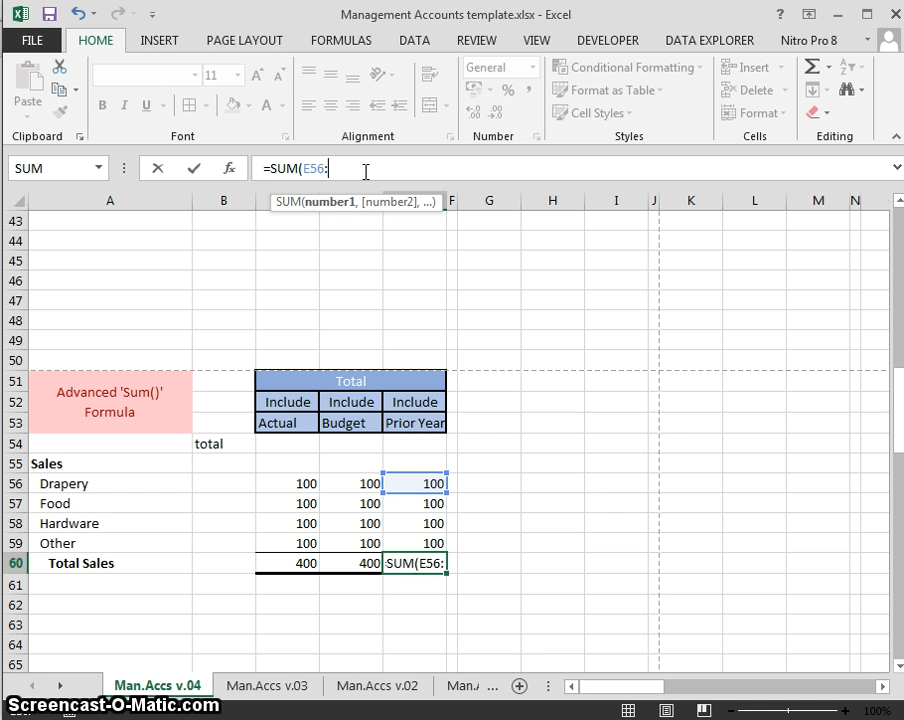 Management Accounts template.xlsx - Excel
FILE HOME INSERT PAGE LAYOUT FORMULAS DATA REVIEW VIEW DEVELOPER DATA EXPLORER Nitro Pro 8
Paste
11 A A
B I U A
General
% 
Conditional Formatting
Format as Table
Cell Styles
Insert
Delete
Format
Clipboard Font Alignment Number Styles Cells Editing
SUM fx =SUM(E56:
SUM(number1, [number2], ...)
A B F G H I J K L M N
43
44
45
46
47
48
49
50
51 Total
Advanced 'Sum()'
Formula
52 Include Include Include
53 Actual Budget Prior Year
54 total
55 Sales
56 Drapery 100 100 100
57 Food 100 100 100
58 Hardware 100 100 100
59 Other 100 100 100
60 Total Sales 400 400 SUM(E56:
61
62
63
64
65
Man.Accs v.04 Man.Accs v.03 Man.Accs v.02 Man./ ...
Screencast-O-Matic.com
100%